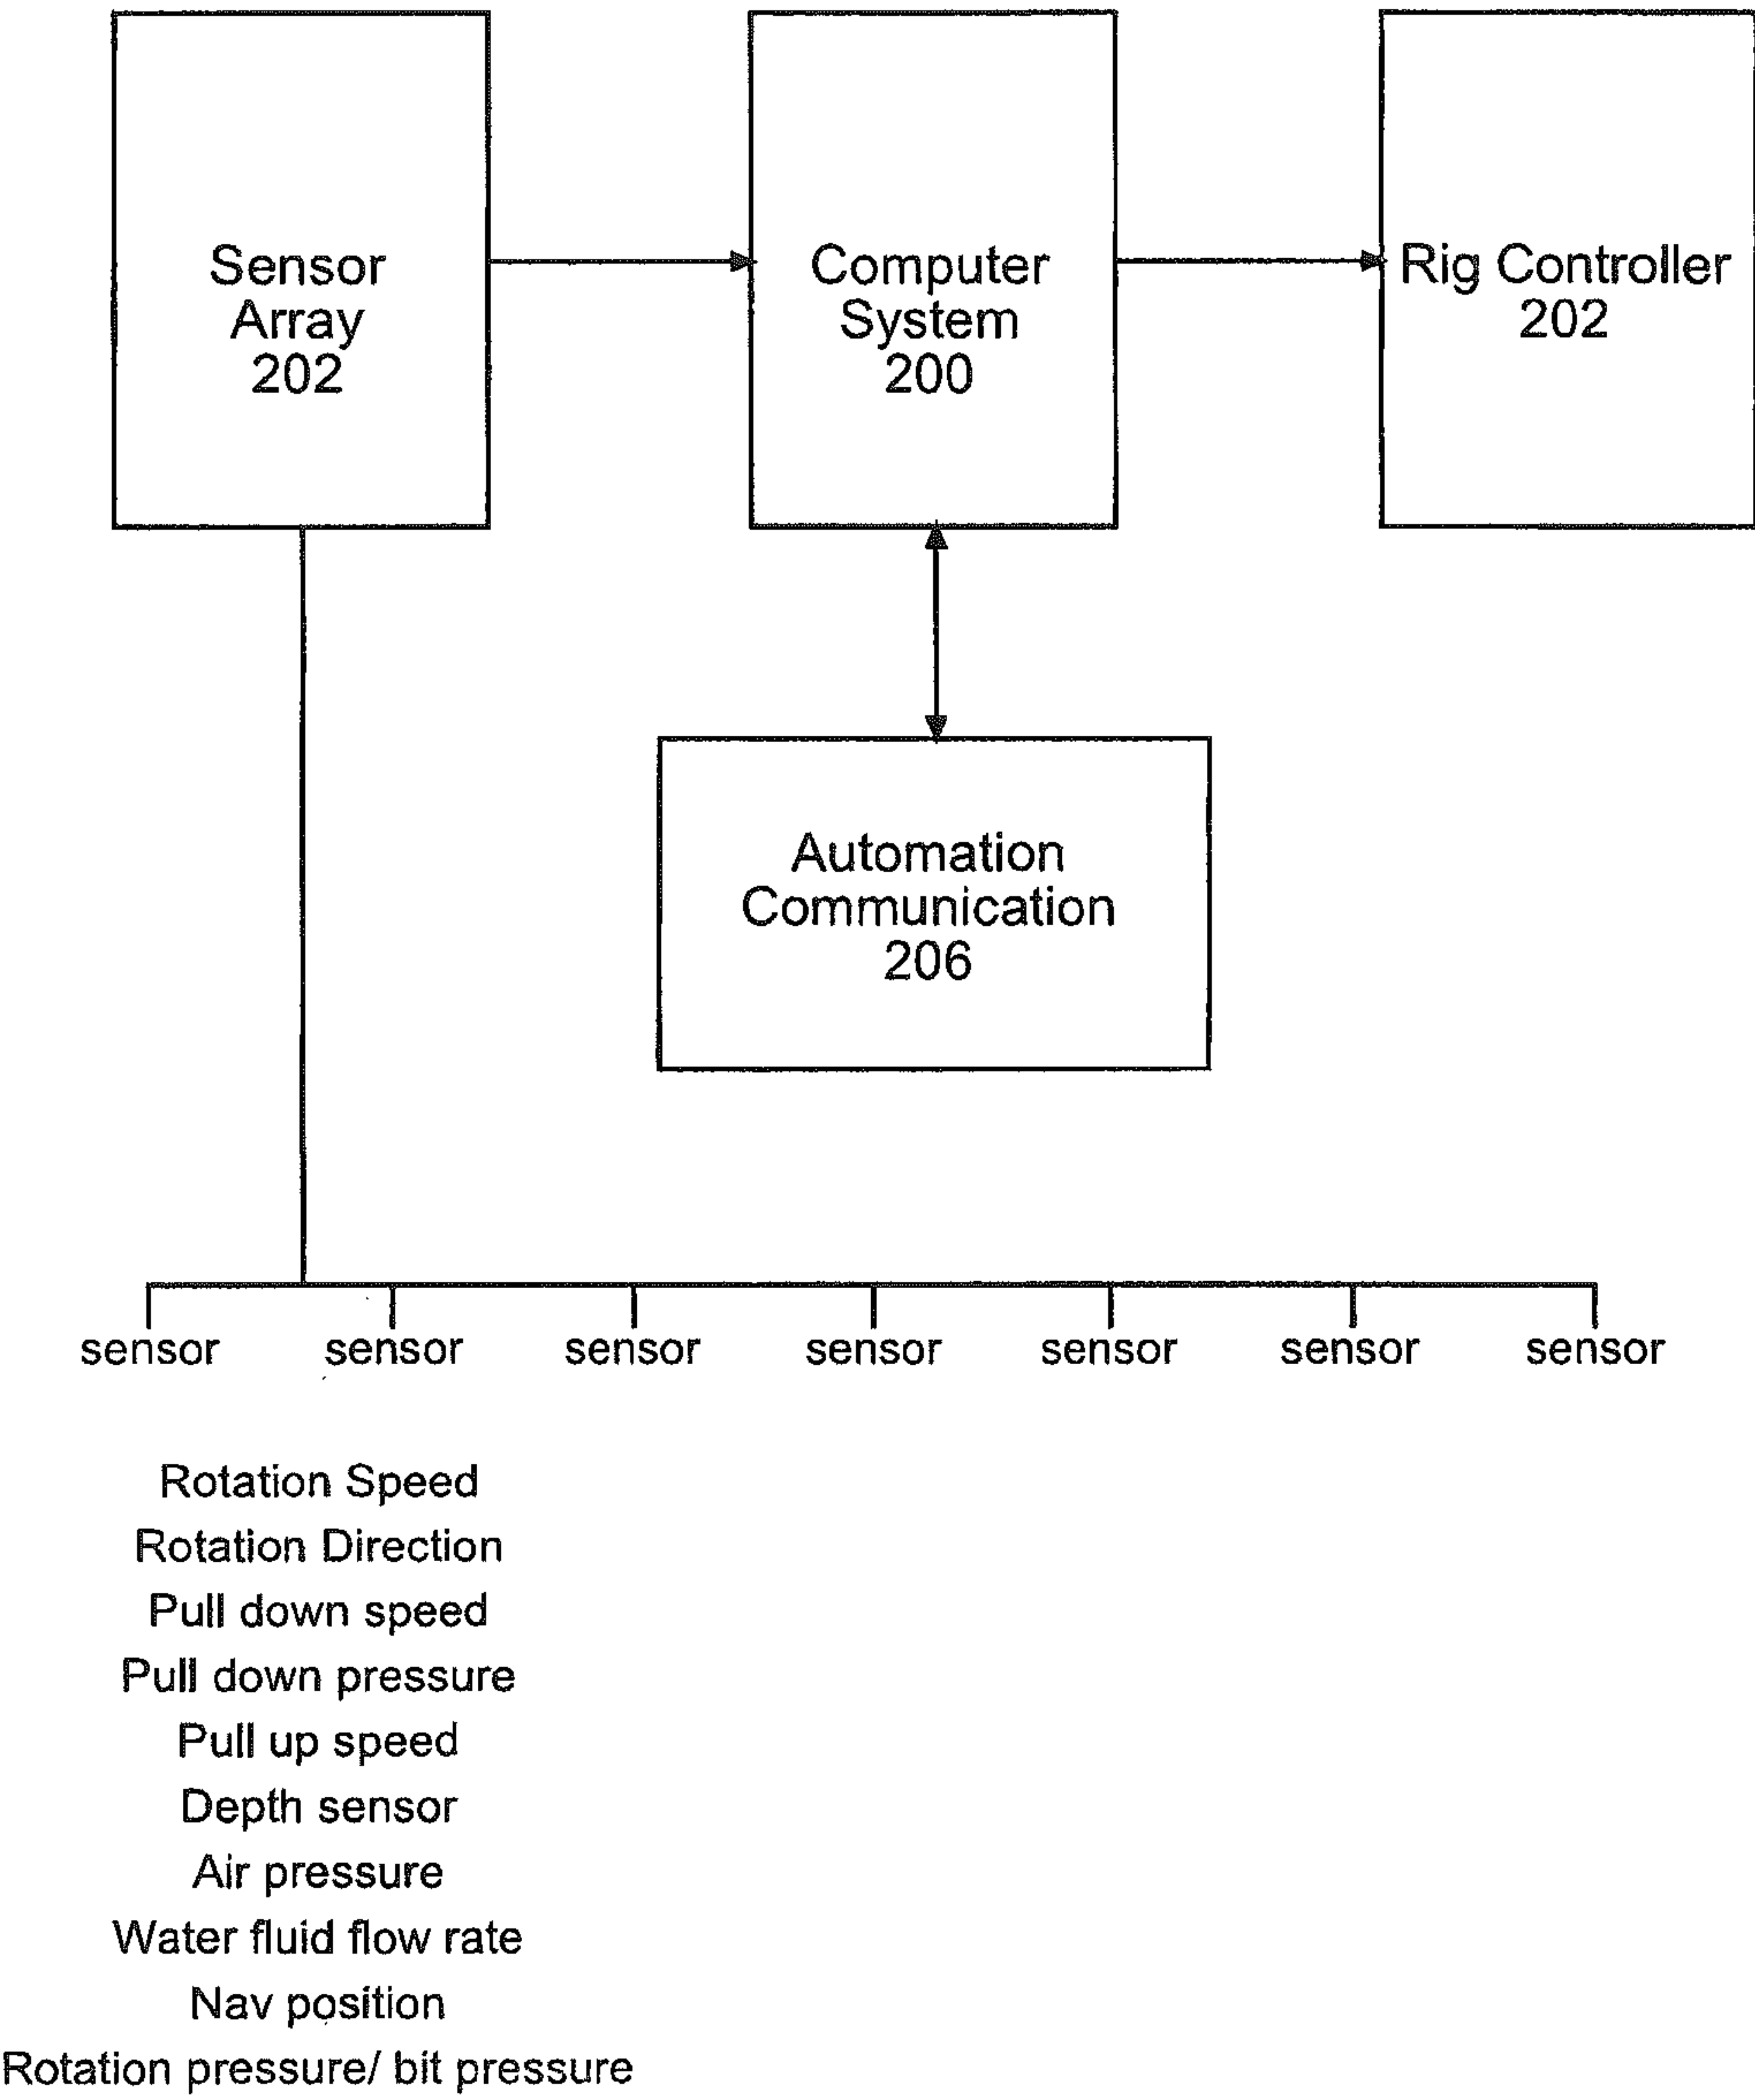 Sensor
Array
202
Computer
System
200
Rig Controller
202
Automation
Communication
206
sensor sensor sensor sensor sensor sensor sensor
Rotation Speed
Rotation Direction
Pull down speed
Pull down pressure
Pull up speed
Depth sensor
Air pressure
Water fluid flow rate
Nav position
Rotation pressure/ bit pressure